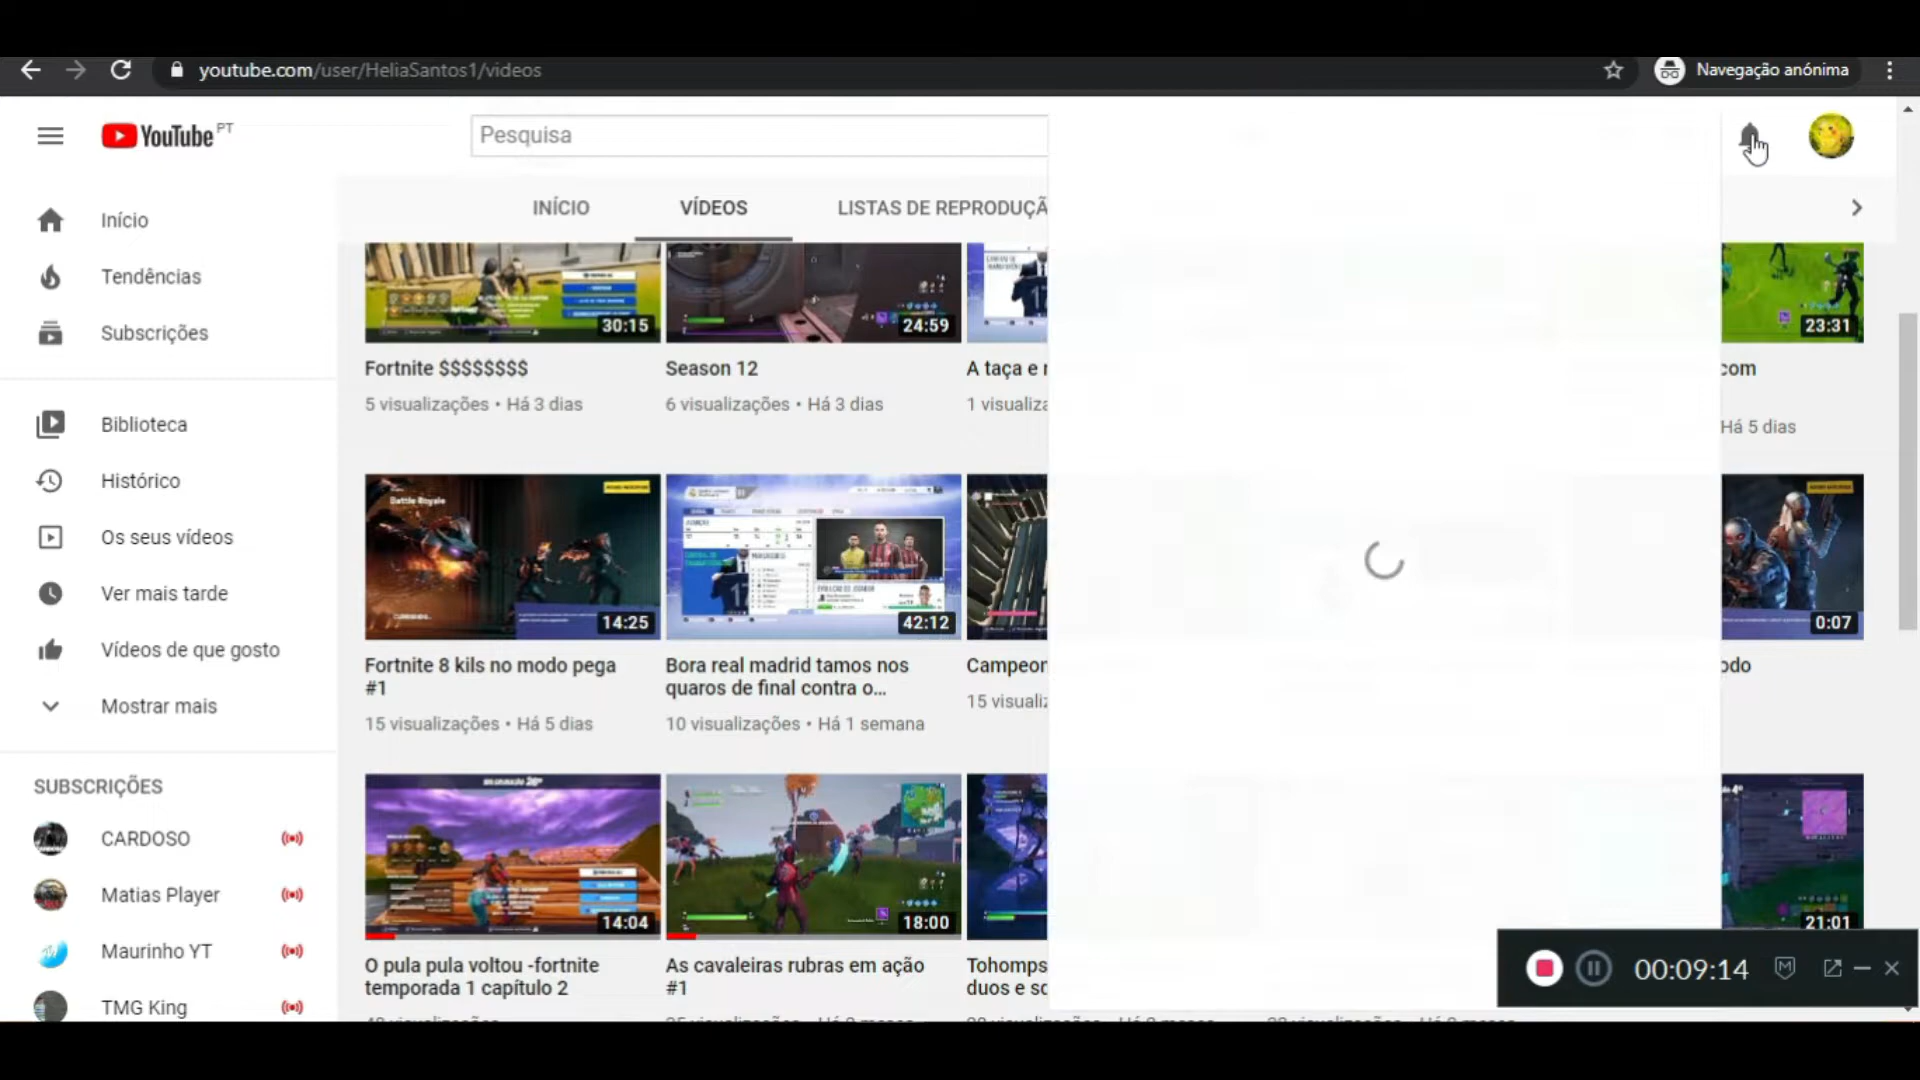 youtube.com/user/HeliaSantos1/videos
Navegação anónima
YouTube PT
Pesquisa
Início
Tendências
Subscrições
Biblioteca
Histórico
Os seus vídeos
Ver mais tarde
Vídeos de que gosto
Mostrar mais
SUBSCRIÇÕES
CARDOSO
Matias Player
Maurinho YT
TMG King
INÍCIO
VÍDEOS
LISTAS DE REPRODUÇÃ
30:15
24:59
23:31
Fortnite $$$$$$$$
Season 12
A taça e
com
5 visualizações • Há 3 dias
6 visualizações • Há 3 dias
1 visualiza
Há 5 dias
Battle Royale
14:25
42:12
0:07
Fortnite 8 kils no modo pega
#1
Bora real madrid tamos nos
quaros de final contra o...
Campeon
odo
15 visualizações • Há 5 dias
10 visualizações • Há 1 semana
15 visuali
14:04
18:00
21:01
O pula pula voltou -fortnite
temporada 1 capítulo 2
As cavaleiras rubras em ação
#1
Tohomps
duos e so
00:09:14